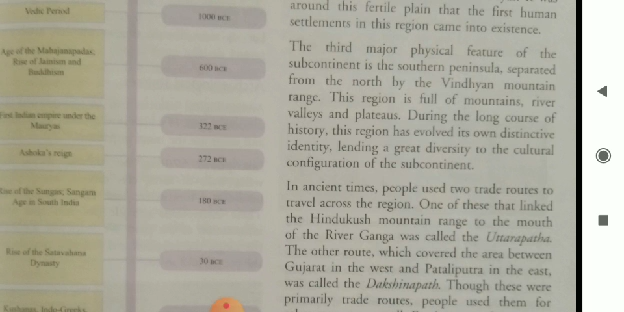 Vedic Period
1000 BCE
Age of the Mahajanapadas;
Rise of Jainism and
Buddhism
600 BCE
First Indian empire under the
Mauryas
322 BCE
Ashoka's reign
272 BCE
Rise of the Sungas; Sangam
Age in South India
180 BCE
Rise of the Satavahana
Dynasty
30 BCE
Kushanas, Indo-Greeks,
around this fertile plain that the first human
settlements in this region came into existence.
The third major physical feature of the
subcontinent is the southern peninsula, separated
from the north by the Vindhyan mountain
range. This region is full of mountains, river
valleys and plateaus. During the long course of
history, this region has evolved its own distinctive
identity, lending a great diversity to the cultural
configuration of the subcontinent.
In ancient times, people used two trade routes to
travel across the region. One of these that linked
the Hindukush mountain range to the mouth
of the River Ganga was called the Uttarapatha.
The other route, which covered the area between
Gujarat in the west and Pataliputra in the east,
was called the Dakshinapath. Though these were
primarily trade routes, people used them for